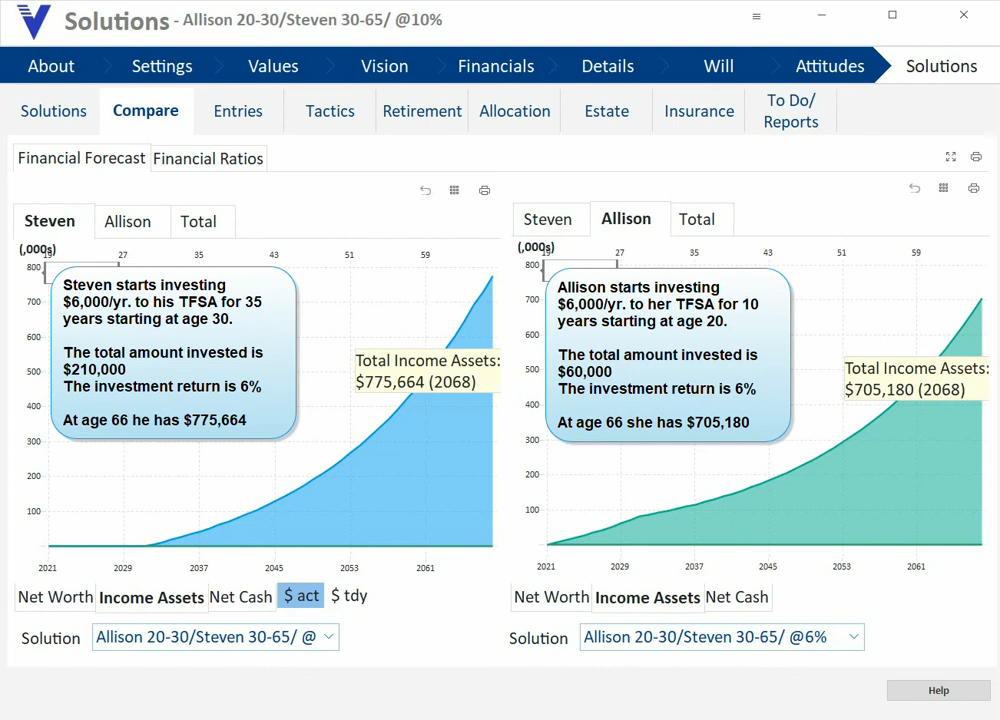 Solutions - Allison 20-30/Steven 30-65/ @10%
About Settings Values Vision Financials Details Will Attitudes Solutions
Solutions Compare Entries Tactics Retirement Allocation Estate Insurance To Do/
Reports
Financial Forecast Financial Ratios
Steven Allison Total
(,000s)
19 27 35 43 51 59
800
700
600
500
400
300
200
100
Steven starts investing
$6,000/yr. to his TFSA for 35
years starting at age 30.
The total amount invested is
$210,000
The investment return is 6%
At age 66 he has $775,664
Total Income Assets:
$775,664 (2068)
2021 2029 2037 2045 2053 2061
Net Worth Income Assets Net Cash $ act $ tdy
Solution Allison 20-30/Steven 30-65/ @
Steven Allison Total
(,000s)
19 27 35 43 51 59
800
700
600
500
400
300
200
100
Allison starts investing
$6,000/yr. to her TFSA for 10
years starting at age 20.
The total amount invested is
$60,000
The investment return is 6%
At age 66 she has $705,180
Total Income Assets:
$705,180 (2068)
2021 2029 2037 2045 2053 2061
Net Worth Income Assets Net Cash
Solution Allison 20-30/Steven 30-65/ @6%
Help